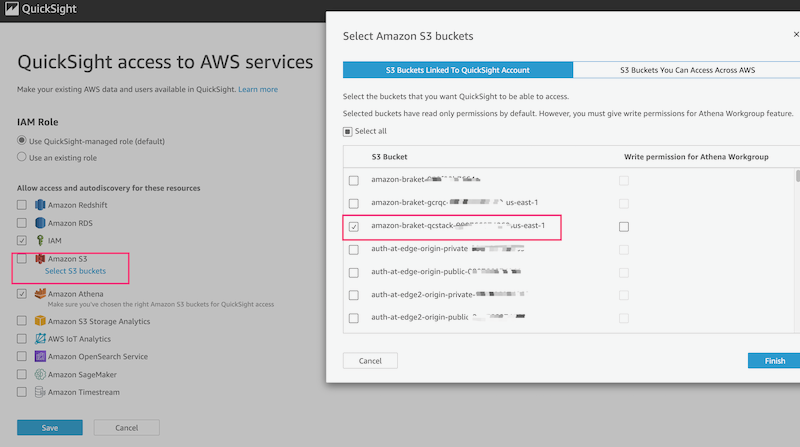 QuickSight
QuickSight access to AWS services
Make your existing AWS data and users available in QuickSight. Learn more
IAM Role
Use QuickSight-managed role (default)
Use an existing role
Allow access and autodiscovery for these resources
Amazon Redshift
Amazon RDS
IAM
Amazon S3
Select S3 buckets
Amazon Athena
Make sure you've chosen the right Amazon S3 buckets for QuickSight access
Amazon S3 Storage Analytics
AWS IoT Analytics
Amazon OpenSearch Service
Amazon SageMaker
Amazon Timestream
Save Cancel
Select Amazon S3 buckets
S3 Buckets Linked To QuickSight Account S3 Buckets You Can Access Across AWS
Select the buckets that you want QuickSight to be able to access.
Selected buckets have read only permissions by default. However, you must give write permissions for Athena Workgroup feature.
Select all
S3 Bucket Write permission for Athena Workgroup
amazon-braket
amazon-braket-gcrqc- us-east-1
amazon-braket-qcstack- us-east-1
auth-at-edge-origin-private
auth-at-edge-origin-public-
auth-at-edge2-origin-private-
auth-at-edge2-origin-public
Cancel Finish